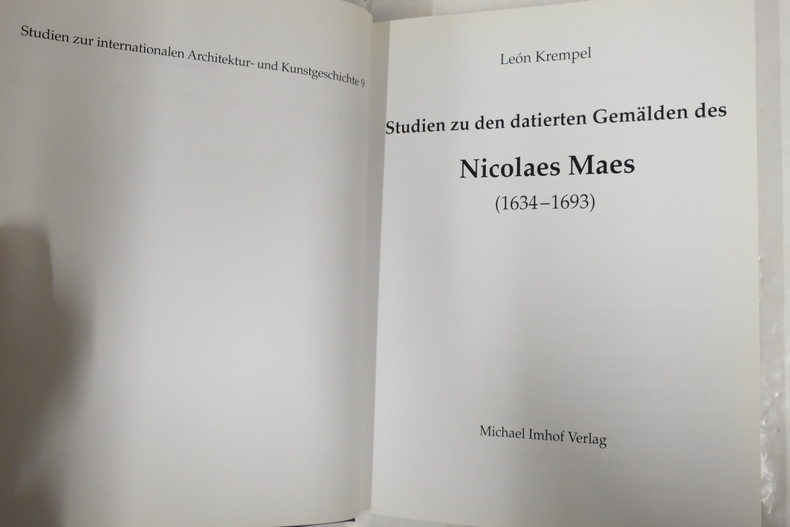 Studien zur internationalen Architektur- und Kunstgeschichte 9
León Krempel
Studien zu den datierten Gemälden des
Nicolaes Maes
(1634–1693)
Michael Imhof Verlag